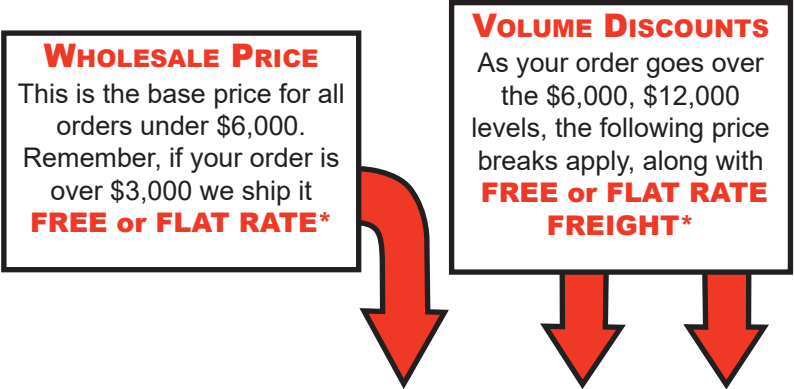 WHOLESALE PRICE
This is the base price for all
orders under $6,000.
Remember, if your order is
over $3,000 we ship it
FREE or FLAT RATE*
VOLUME DISCOUNTS
As your order goes over
the $6,000, $12,000
levels, the following price
breaks apply, along with
FREE or FLAT RATE
FREIGHT*